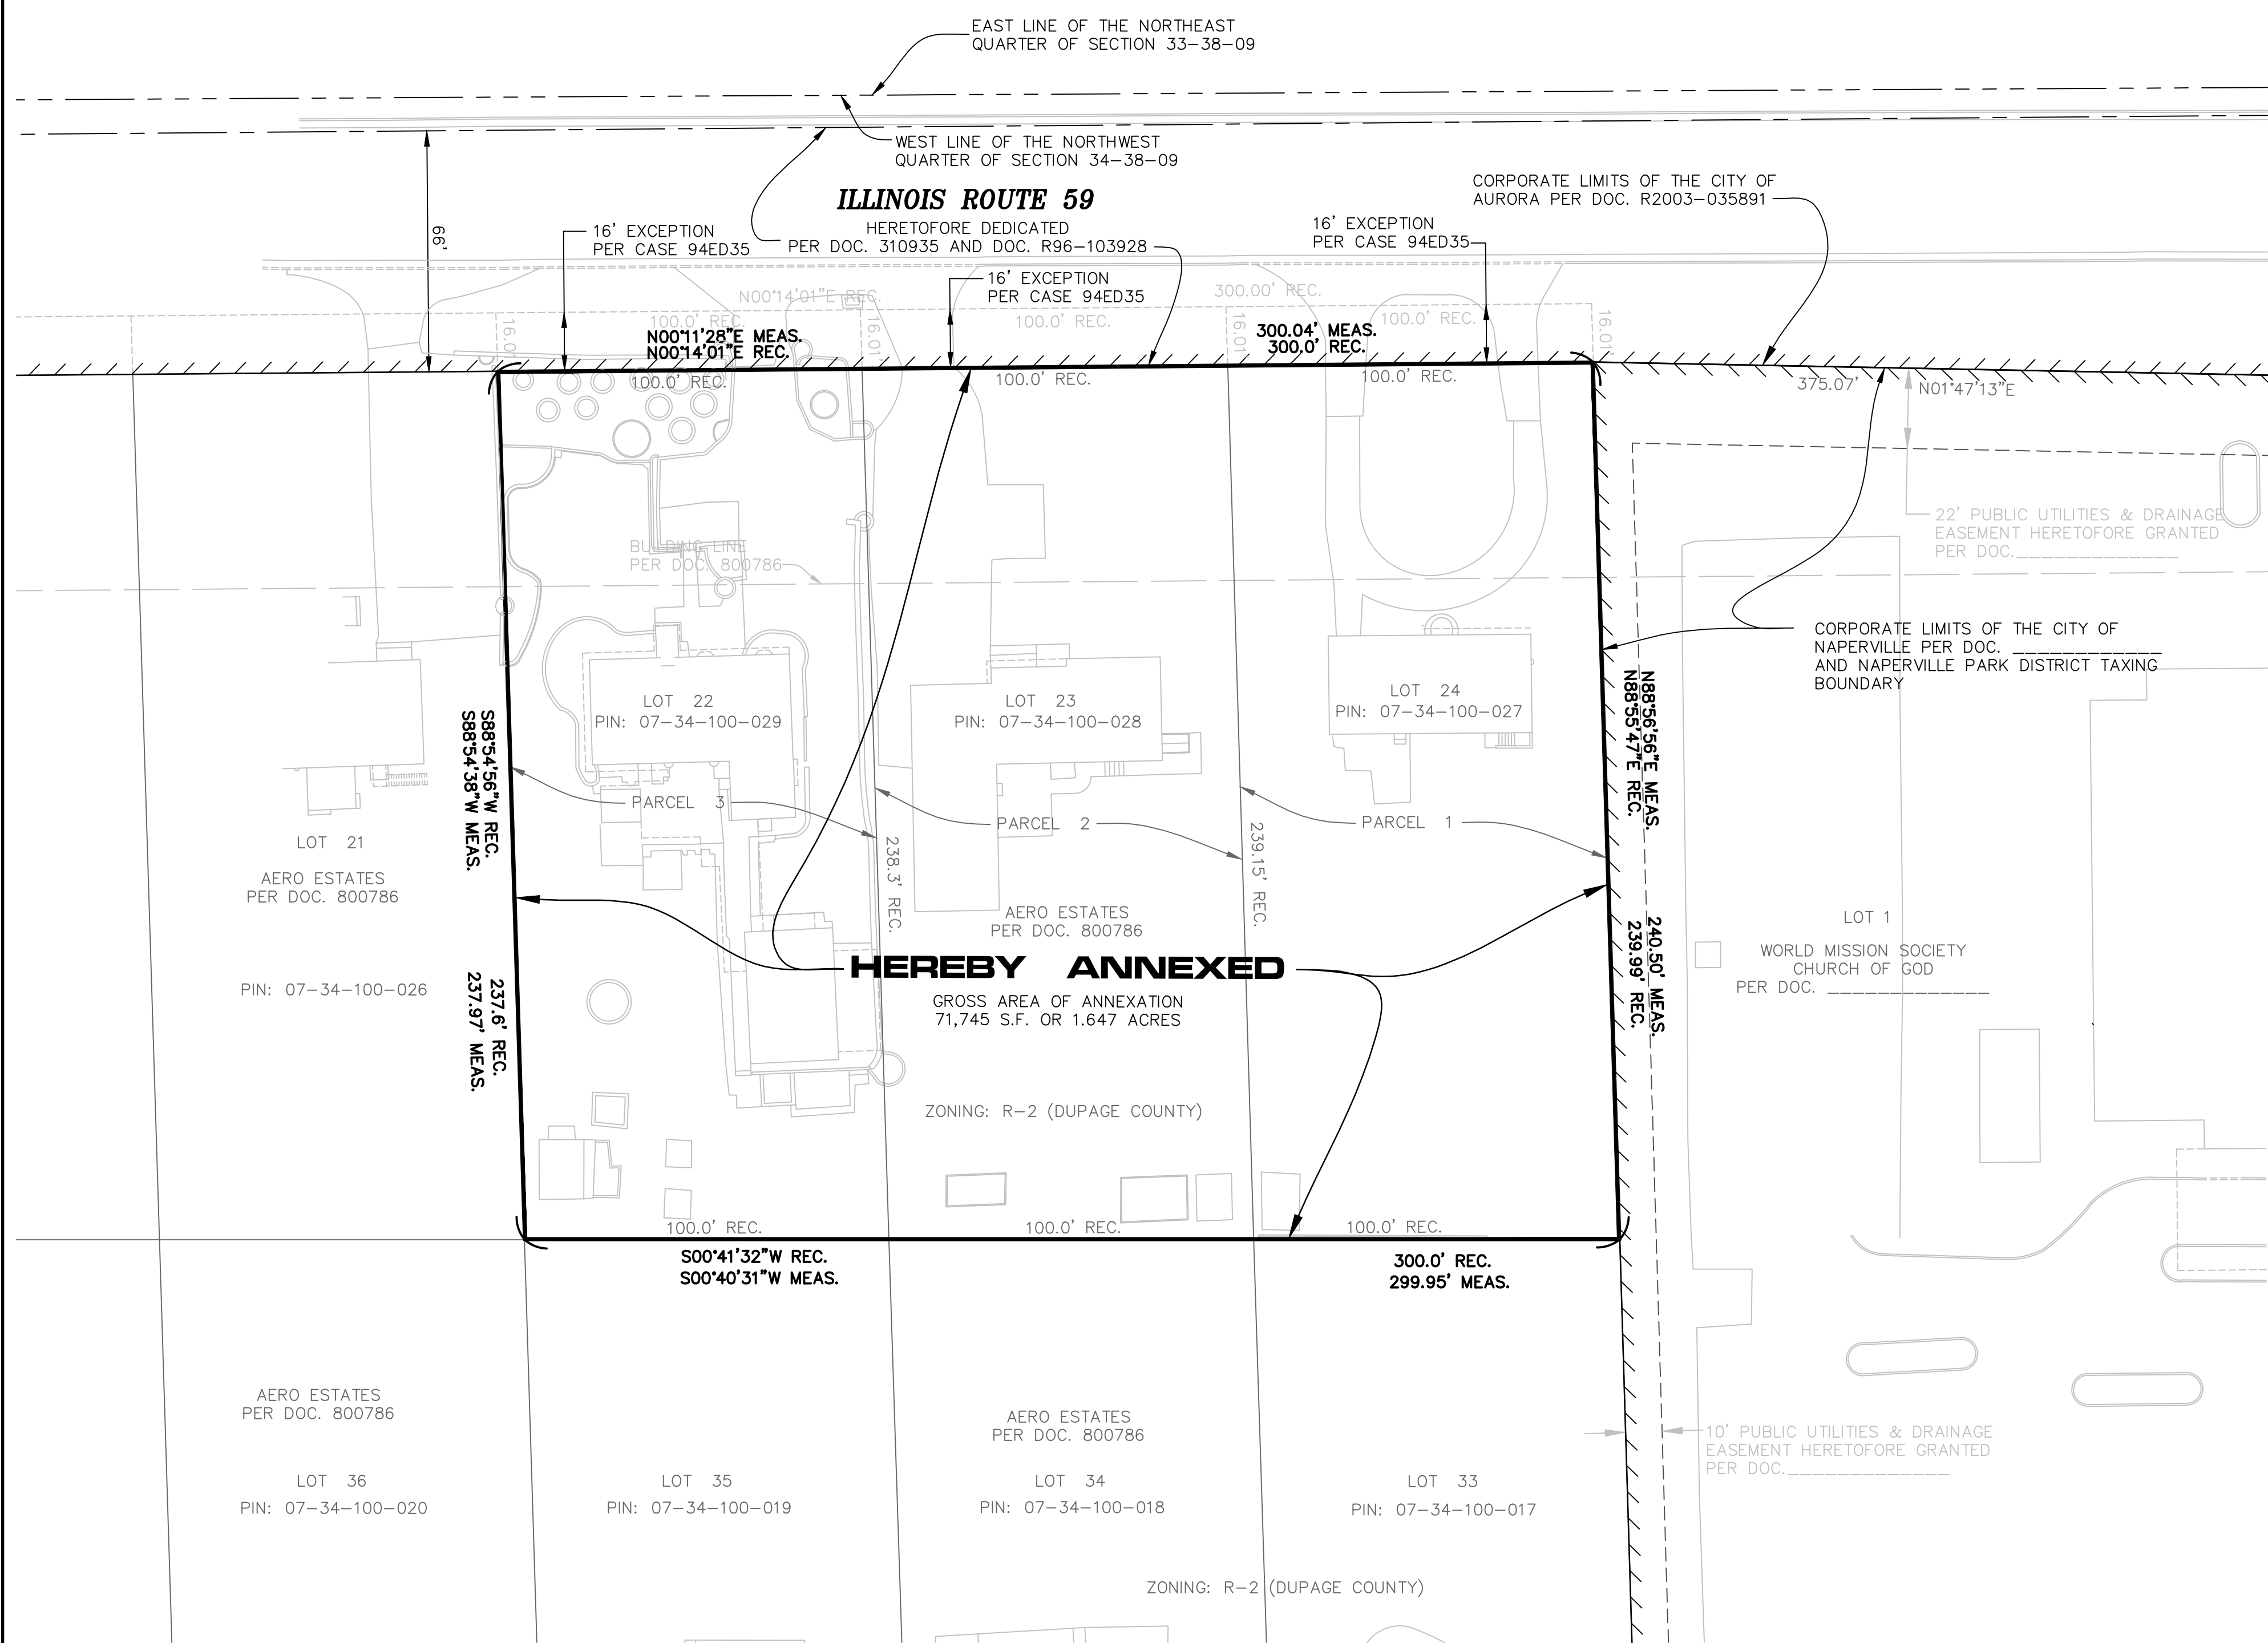 EAST LINE OF THE NORTHEAST
QUARTER OF SECTION 33-38-09
WEST LINE OF THE NORTHWEST
QUARTER OF SECTION 34-38-09
ILLINOIS ROUTE 59
HERETOFORE DEDICATED
PER DOC. 310935 AND DOC. R96-103928
CORPORATE LIMITS OF THE CITY OF
AURORA PER DOC. R2003-035891
66'
16' EXCEPTION
PER CASE 94ED35
16' EXCEPTION
PER CASE 94ED35
16' EXCEPTION
PER CASE 94ED35
N00°14'01"E REC.
300.00' REC.
100.0' REC.
100.0' REC.
100.0' REC.
16.01'
16.01'
16.01'
N00°11'28"E MEAS.
N00°14'01"E REC.
300.04' MEAS.
300.0' REC.
100.0' REC.
100.0' REC.
100.0' REC.
375.07'
N01°47'13"E
22' PUBLIC UTILITIES & DRAINAGE
EASEMENT HERETOFORE GRANTED
PER DOC._____________
BUILDING LINE
PER DOC. 800786
CORPORATE LIMITS OF THE CITY OF
NAPERVILLE PER DOC. ____________
AND NAPERVILLE PARK DISTRICT TAXING
BOUNDARY
LOT 22
PIN: 07-34-100-029
LOT 23
PIN: 07-34-100-028
LOT 24
PIN: 07-34-100-027
S88°54'56"W REC.
S88°54'38"W MEAS.
N88°56'56"E MEAS.
N88°55'47"E REC.
PARCEL 3
PARCEL 2
PARCEL 1
238.3' REC.
239.15' REC.
LOT 21
AERO ESTATES
PER DOC. 800786
PIN: 07-34-100-026
AERO ESTATES
PER DOC. 800786
HEREBY ANNEXED
GROSS AREA OF ANNEXATION
71,745 S.F. OR 1.647 ACRES
237.6' REC.
237.97' MEAS.
240.50' MEAS.
239.99' REC.
LOT 1
WORLD MISSION SOCIETY
CHURCH OF GOD
PER DOC. _____________
ZONING: R-2 (DUPAGE COUNTY)
100.0' REC.
100.0' REC.
100.0' REC.
S00°41'32"W REC.
S00°40'31"W MEAS.
300.0' REC.
299.95' MEAS.
AERO ESTATES
PER DOC. 800786
AERO ESTATES
PER DOC. 800786
10' PUBLIC UTILITIES & DRAINAGE
EASEMENT HERETOFORE GRANTED
PER DOC._____________
LOT 36
PIN: 07-34-100-020
LOT 35
PIN: 07-34-100-019
LOT 34
PIN: 07-34-100-018
LOT 33
PIN: 07-34-100-017
ZONING: R-2 (DUPAGE COUNTY)